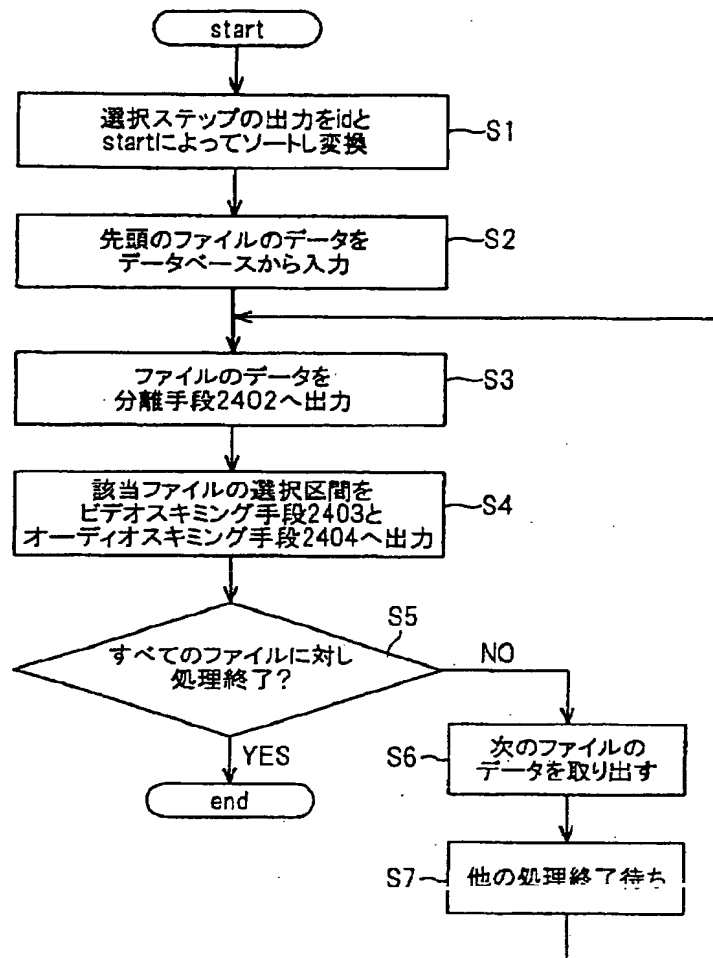 start
選択ステップの出力をidと
startによってソートし変換
S1
先頭のファイルのデータを
データベースから入力
S2
ファイルのデータを
分離手段2402へ出力
S3
該当ファイルの選択区間を
ビデオスキミング手段2403と
オーディオスキミング手段2404へ出力
S4
すべてのファイルに対し
処理終了?
S5
NO
YES
end
次のファイルの
データを取り出す
S6
他の処理終了待ち
S7